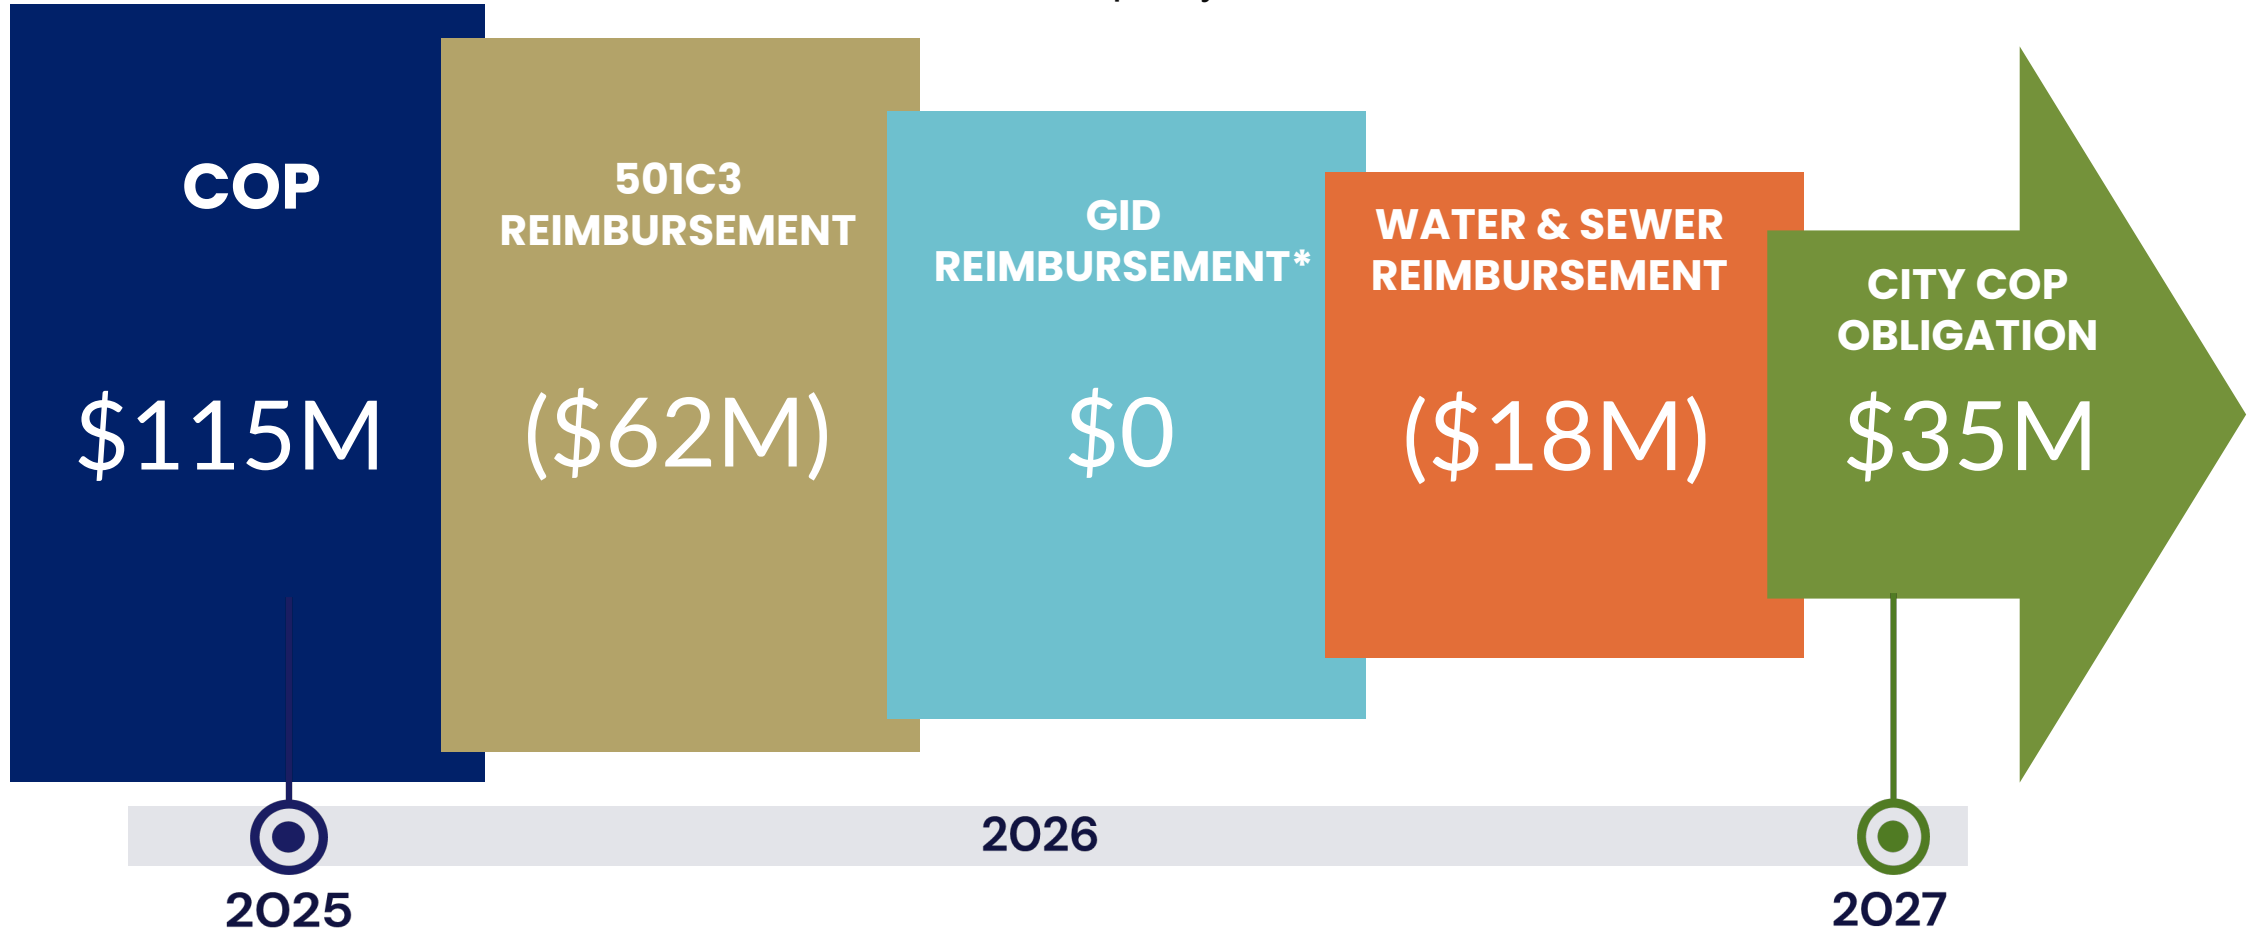 COP
$115M
501C3
REIMBURSEMENT
($62M)
GID
REIMBURSEMENT*
$0
WATER & SEWER
REIMBURSEMENT
($18M)
CITY COP
OBLIGATION
$35M
2025
2026
2027